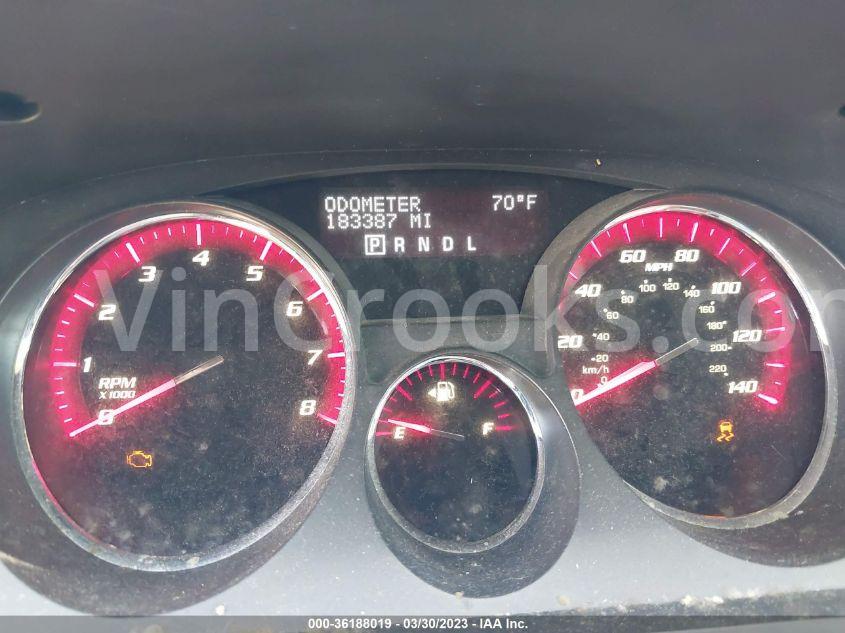 ODOMETER 70°F
183387 MI
P R N D L
0 1 2 3 4 5 6 7 8
RPM
X 1000
E F
0 20 40 60 80 100 120 140
MPH
0 20 40 60 80 100 120 140 160 180 200 220
km/h
VinCrooks.com
000-36188019 — 03/30/2023 — IAA Inc.